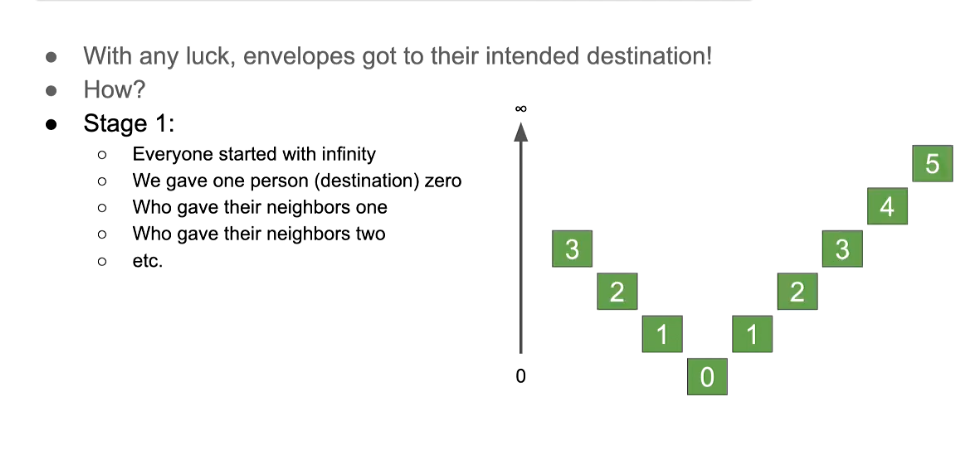 ● With any luck, envelopes got to their intended destination!
● How?
● Stage 1:
○ Everyone started with infinity
○ We gave one person (destination) zero
○ Who gave their neighbors one
○ Who gave their neighbors two
○ etc.
∞
0
5
4
3 3
2 2
1 1
0